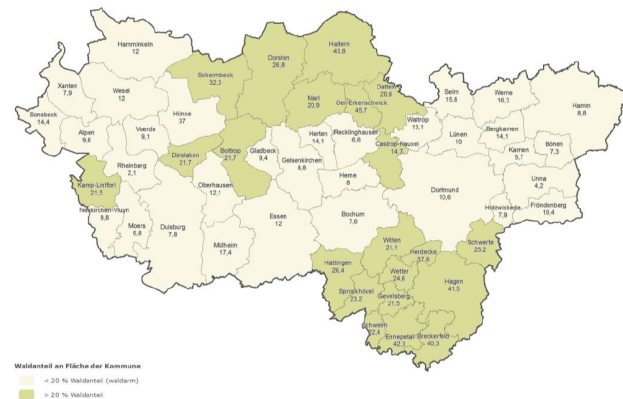 Hamminkeln
12
Haltern
43,8
Dorsten
26,8
Schermbeck
32,3
Xanten
7,9
Wesel
12
Marl
20,9
Oer-Erkenschwick
45,7
Datteln
20,6
Selm
15,8
Werne
16,1
Hamm
8,8
Sonsbeck
14,4
Hünxe
37
Alpen
9,6
Voerde
9,1
Waltrop
13,1
Bergkamen
14,1
Lünen
10
Bönen
7,3
Kamen
5,7
Herten
14,1
Recklinghausen
6,6
Castrop-Rauxel
14,7
Dinslaken
21,7
Bottrop
21,7
Gladbeck
9,4
Gelsenkirchen
8,8
Rheinberg
2,1
Kamp-Lintfort
21,5
Oberhausen
12,1
Herne
8
Unna
4,2
Dortmund
10,6
Fröndenberg
10,4
Holzwickede
7,9
Neukirchen-Vluyn
9,8
Moers
5,8
Duisburg
7,8
Essen
12
Bochum
7,6
Mülheim
17,4
Witten
21,1
Herdecke
37,6
Schwerte
25,2
Hattingen
26,4
Wetter
24,6
Hagen
41,3
Sprockhövel
23,2
Gevelsberg
21,5
Schwelm
22,6
Ennepetal
42,3
Breckerfeld
40,3
Waldanteil an Fläche der Kommune
< 20 % Waldanteil (waldarm)
> 20 % Waldanteil